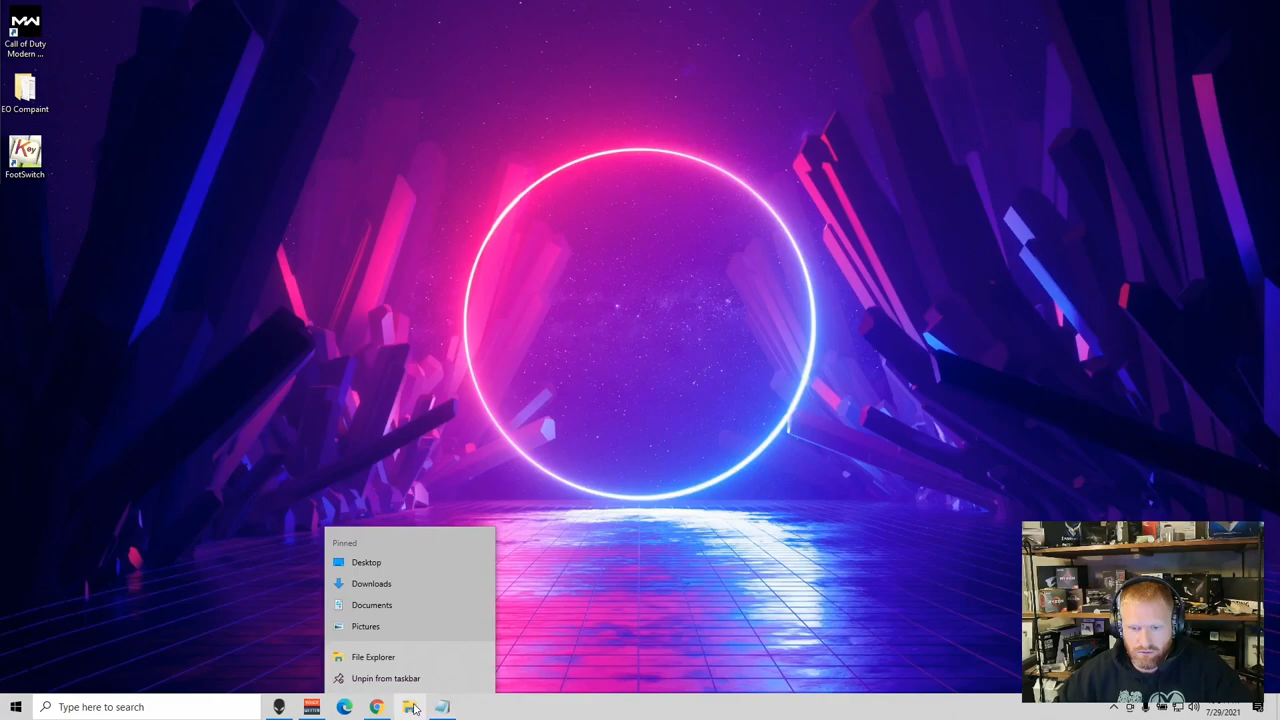 Call of Duty
Modern ...
EO Compaint
Key
FootSwitch
Pinned
Desktop
Downloads
Documents
Pictures
File Explorer
Unpin from taskbar
Type here to search
7/29/2021